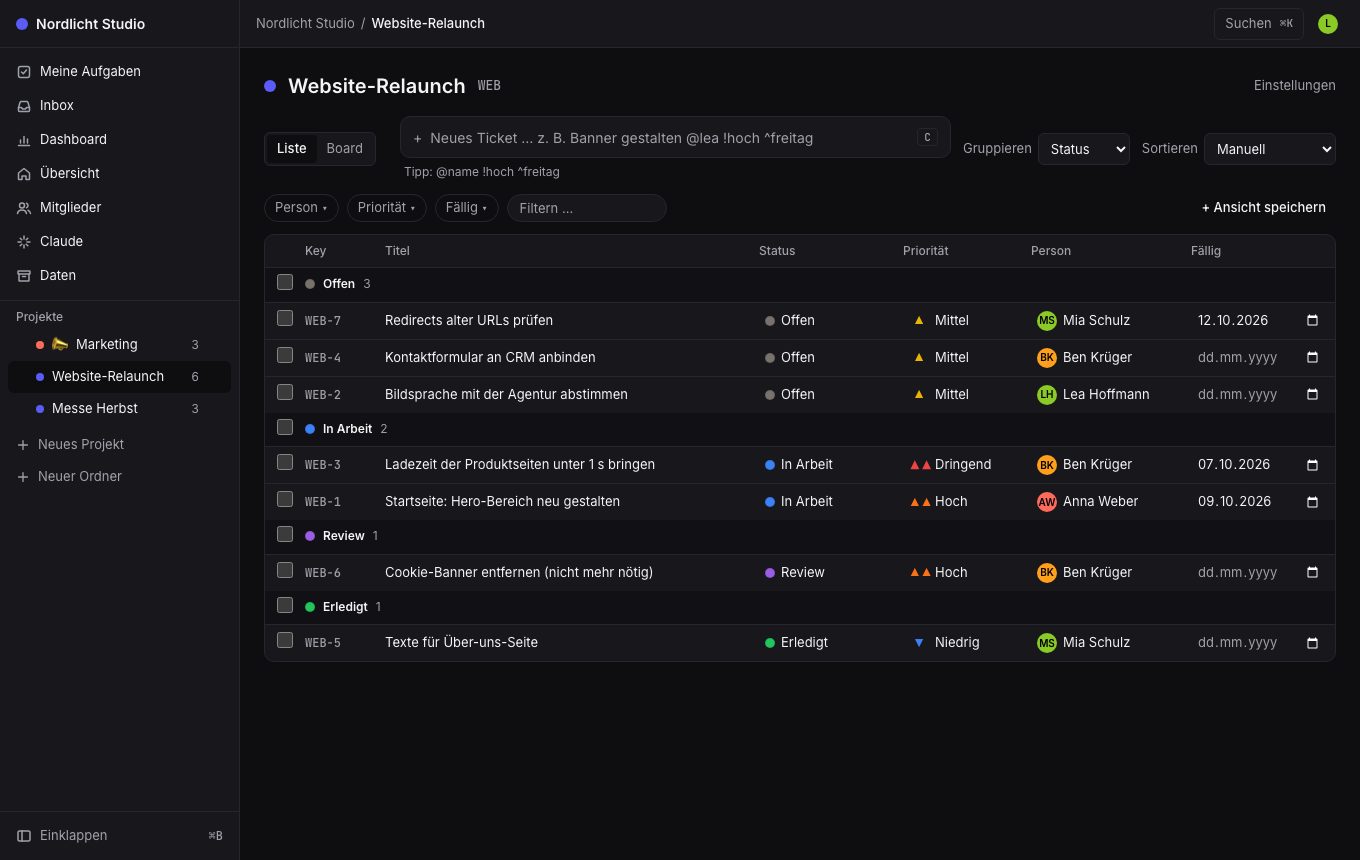 Nordlicht Studio
Nordlicht Studio / Website-Relaunch
Suchen ⌘K
L
Meine Aufgaben
Inbox
Dashboard
Übersicht
Mitglieder
Claude
Daten
Projekte
Marketing 3
Website-Relaunch 6
Messe Herbst 3
Neues Projekt
Neuer Ordner
Einklappen ⌘B
Website-Relaunch WEB
Einstellungen
Liste Board
+ Neues Ticket ... z. B. Banner gestalten @lea !hoch ^freitag C
Tipp: @name !hoch ^freitag
Gruppieren Status Sortieren Manuell
Person Priorität Fällig Filtern ...
+ Ansicht speichern
Key Titel Status Priorität Person Fällig
Offen 3
WEB-7 Redirects alter URLs prüfen Offen Mittel MS Mia Schulz 12.10.2026
WEB-4 Kontaktformular an CRM anbinden Offen Mittel BK Ben Krüger dd.mm.yyyy
WEB-2 Bildsprache mit der Agentur abstimmen Offen Mittel LH Lea Hoffmann dd.mm.yyyy
In Arbeit 2
WEB-3 Ladezeit der Produktseiten unter 1 s bringen In Arbeit Dringend BK Ben Krüger 07.10.2026
WEB-1 Startseite: Hero-Bereich neu gestalten In Arbeit Hoch AW Anna Weber 09.10.2026
Review 1
WEB-6 Cookie-Banner entfernen (nicht mehr nötig) Review Hoch BK Ben Krüger dd.mm.yyyy
Erledigt 1
WEB-5 Texte für Über-uns-Seite Erledigt Niedrig MS Mia Schulz dd.mm.yyyy